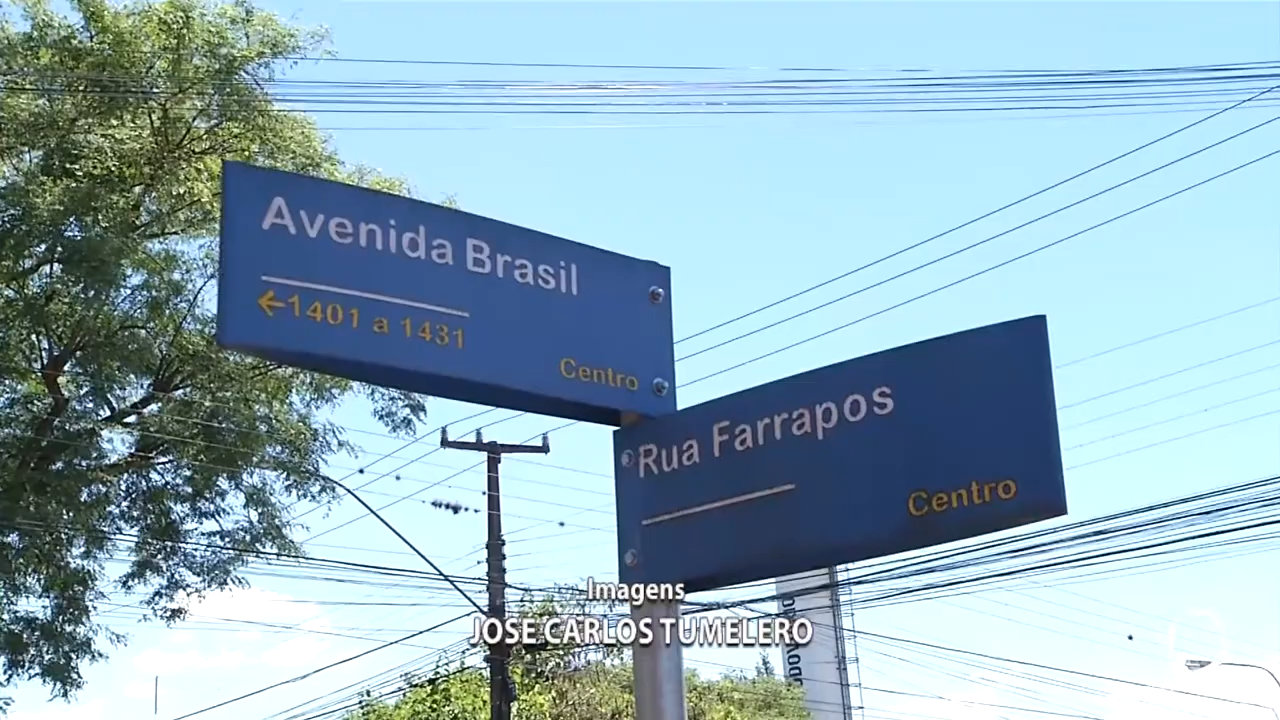 Avenida Brasil
←1401 a 1431
Centro
Rua Farrapos
Centro
Imagens
JOSE CARLOS TUMELERO